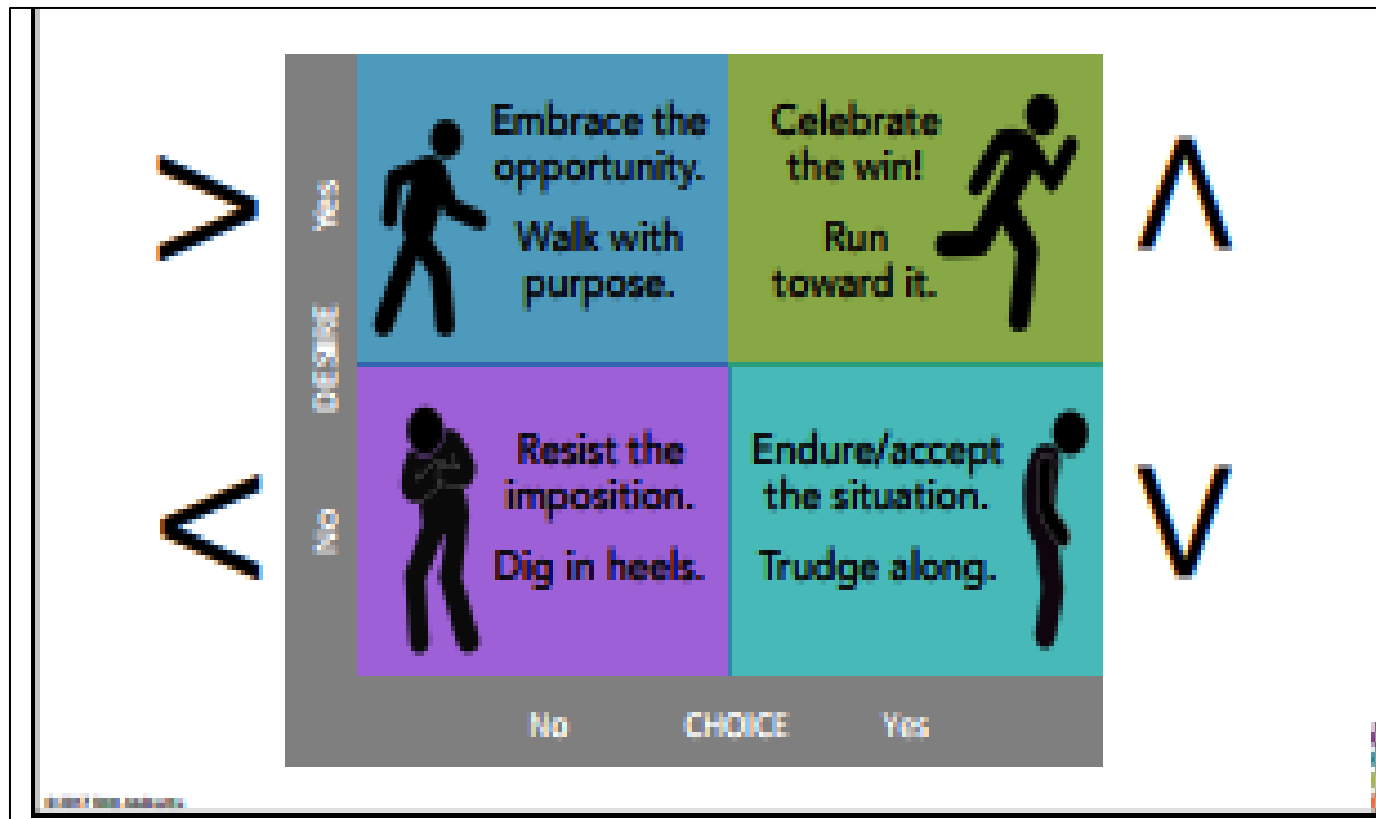 >
Yes
Embrace the
opportunity.
Walk with
purpose.
Celebrate
the win!
Run
toward it.
∧
DESIRE
<
No
Resist the
imposition.
Dig in heels.
Endure/accept
the situation.
Trudge along.
∨
No CHOICE Yes